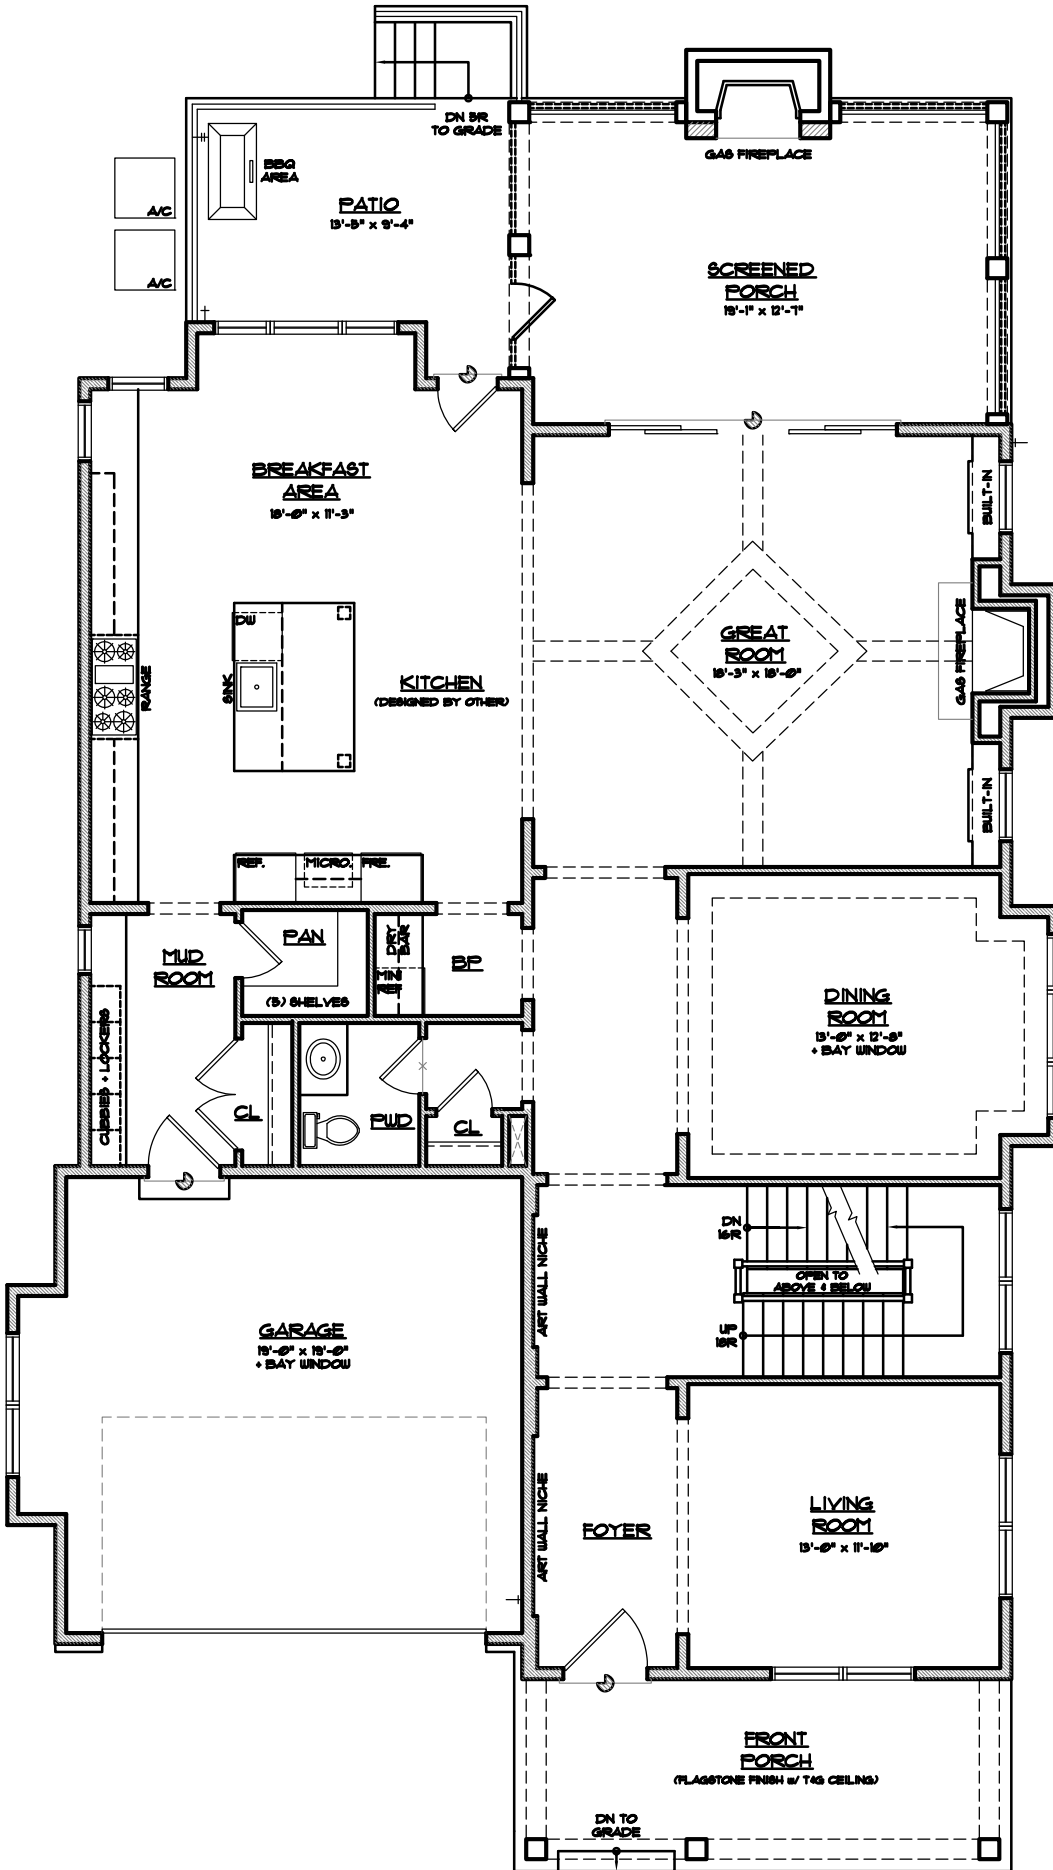 DN 5R
TO GRADE
GAS FIREPLACE
BBQ
AREA
A/C
PATIO
13'-5" x 9'-4"
A/C
SCREENED
PORCH
19'-1" x 12'-7"
BREAKFAST
AREA
18'-0" x 11'-3"
BUILT-IN
DW
SINK
RANGE
KITCHEN
(DESIGNED BY OTHER)
GREAT
ROOM
18'-3" x 18'-0"
GAS FIREPLACE
BUILT-IN
REF.
MICRO.
FRE.
MUD
ROOM
PAN
(5) SHELVES
DRY
BAR
MINI
REF
BP
DINING
ROOM
13'-0" x 12'-8"
+ BAY WINDOW
CUBBIES + LOCKERS
CL
PWD
CL
DN
16R
OPEN TO
ABOVE & BELOW
UP
18R
ART WALL NICHE
GARAGE
19'-0" x 19'-0"
+ BAY WINDOW
ART WALL NICHE
FOYER
LIVING
ROOM
13'-0" x 11'-10"
FRONT
PORCH
(FLAGSTONE FINISH w/ T&G CEILING)
DN TO
GRADE